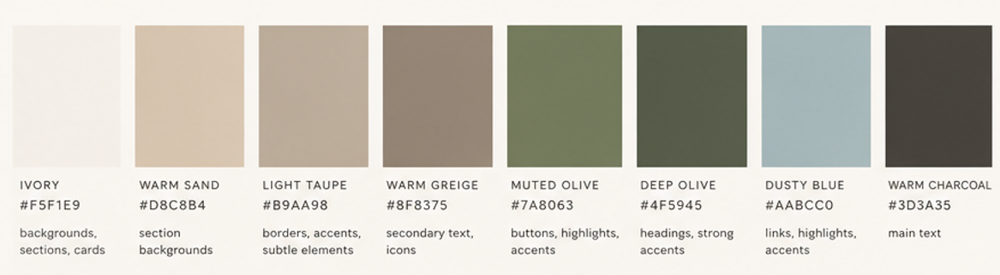 IVORY
#F5F1E9
backgrounds,
sections, cards
WARM SAND
#D8C8B4
section
backgrounds
LIGHT TAUPE
#B9AA98
borders, accents,
subtle elements
WARM GREIGE
#8F8375
secondary text,
icons
MUTED OLIVE
#7A8063
buttons, highlights,
accents
DEEP OLIVE
#4F5945
headings, strong
accents
DUSTY BLUE
#AABCC0
links, highlights,
accents
WARM CHARCOAL
#3D3A35
main text